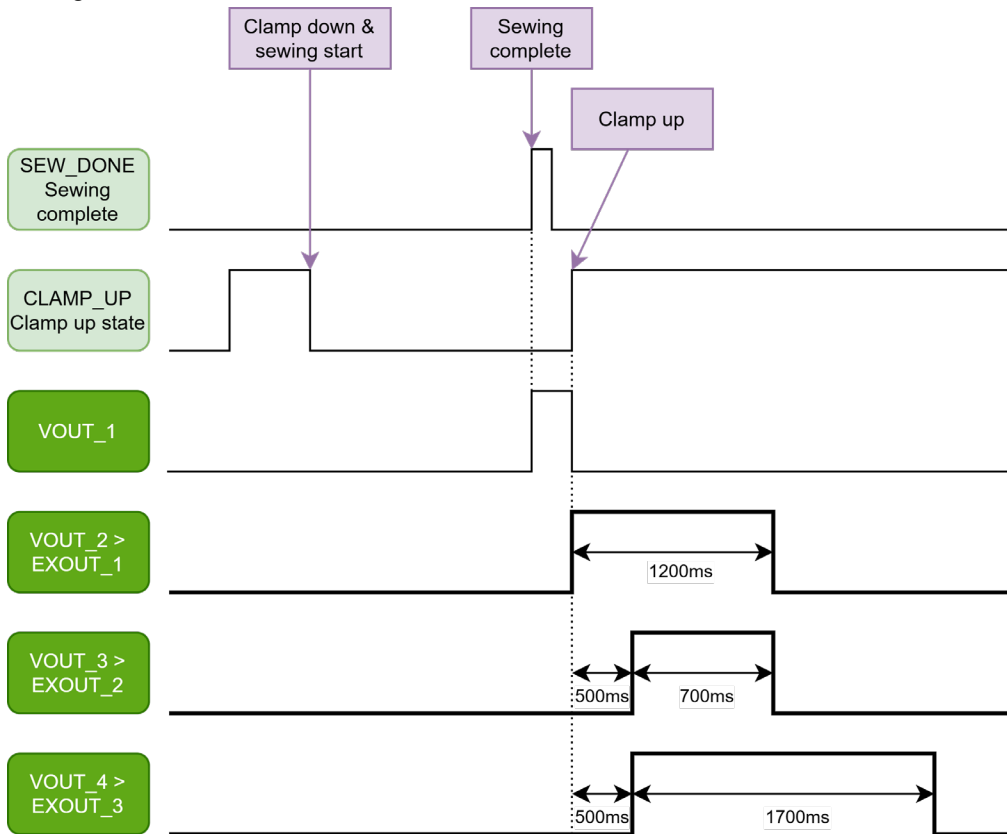 Clamp down &
sewing start
Sewing
complete
Clamp up
SEW_DONE
Sewing
complete
CLAMP_UP
Clamp up state
VOUT_1
VOUT_2 >
EXOUT_1
1200ms
VOUT_3 >
EXOUT_2
500ms
700ms
VOUT_4 >
EXOUT_3
500ms
1700ms